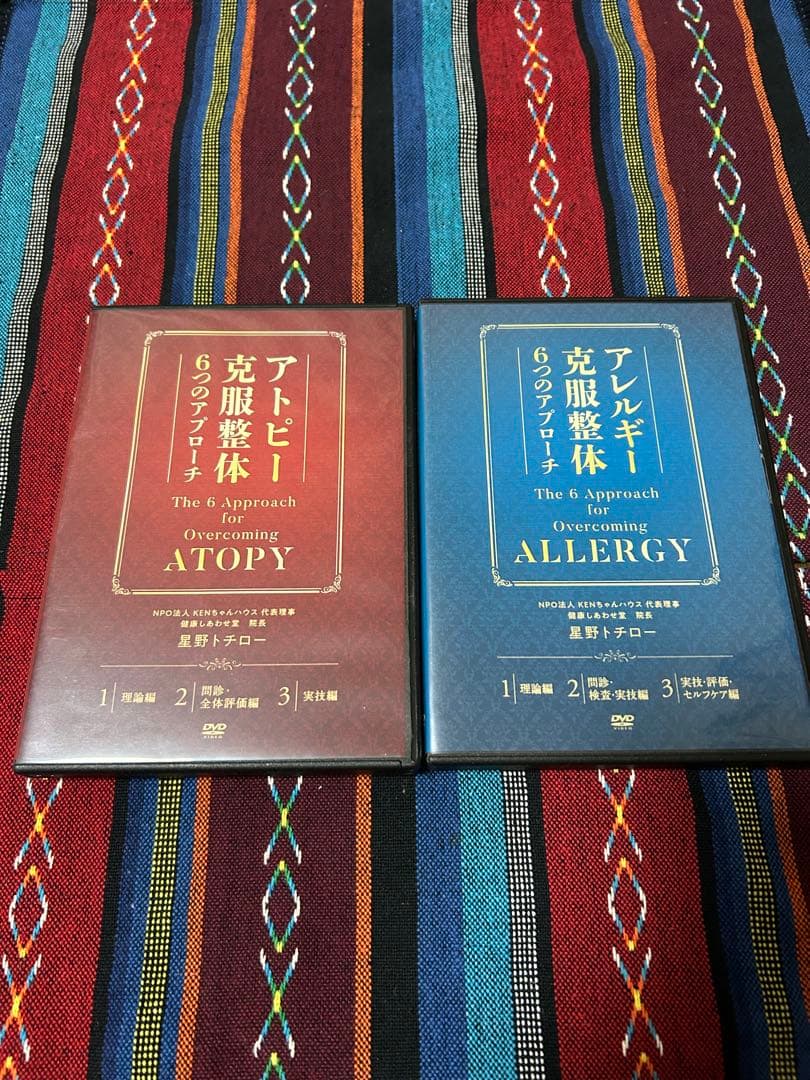 アトピー
克服整体
6つのアプローチ
The 6 Approach
for
Overcoming
ATOPY
NPO法人 KENちゃんハウス 代表理事
健康しあわせ堂 院長
星野トチロー
1 理論編 2 問診・全体評価編 3 実技編
DVD
VIDEO
アレルギー
克服整体
6つのアプローチ
The 6 Approach
for
Overcoming
ALLERGY
NPO法人 KENちゃんハウス 代表理事
健康しあわせ堂 院長
星野トチロー
1 理論編 2 問診・検査・実技編 3 実技・評価・セルフケア編
DVD
VIDEO